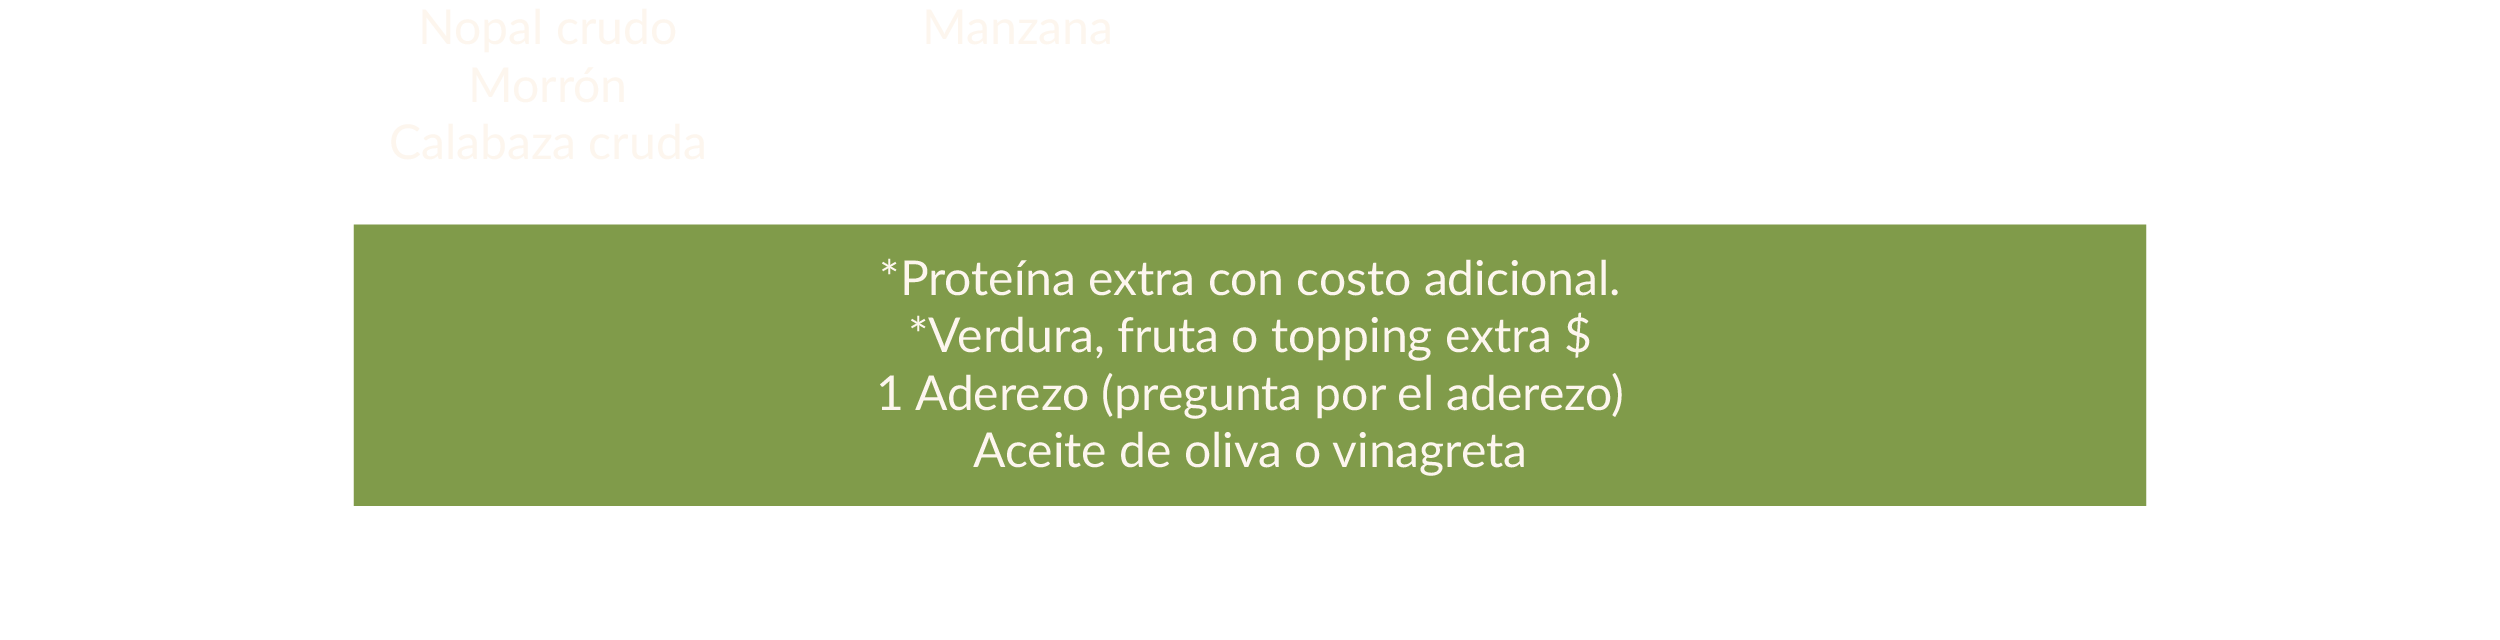 Nopal crudo
Morrón
Calabaza cruda
Manzana
*Proteína extra con costo adicional.
*Verdura, fruta o topping extra $
1 Aderezo (pregunta por el aderezo)
Aceite de oliva o vinagreta